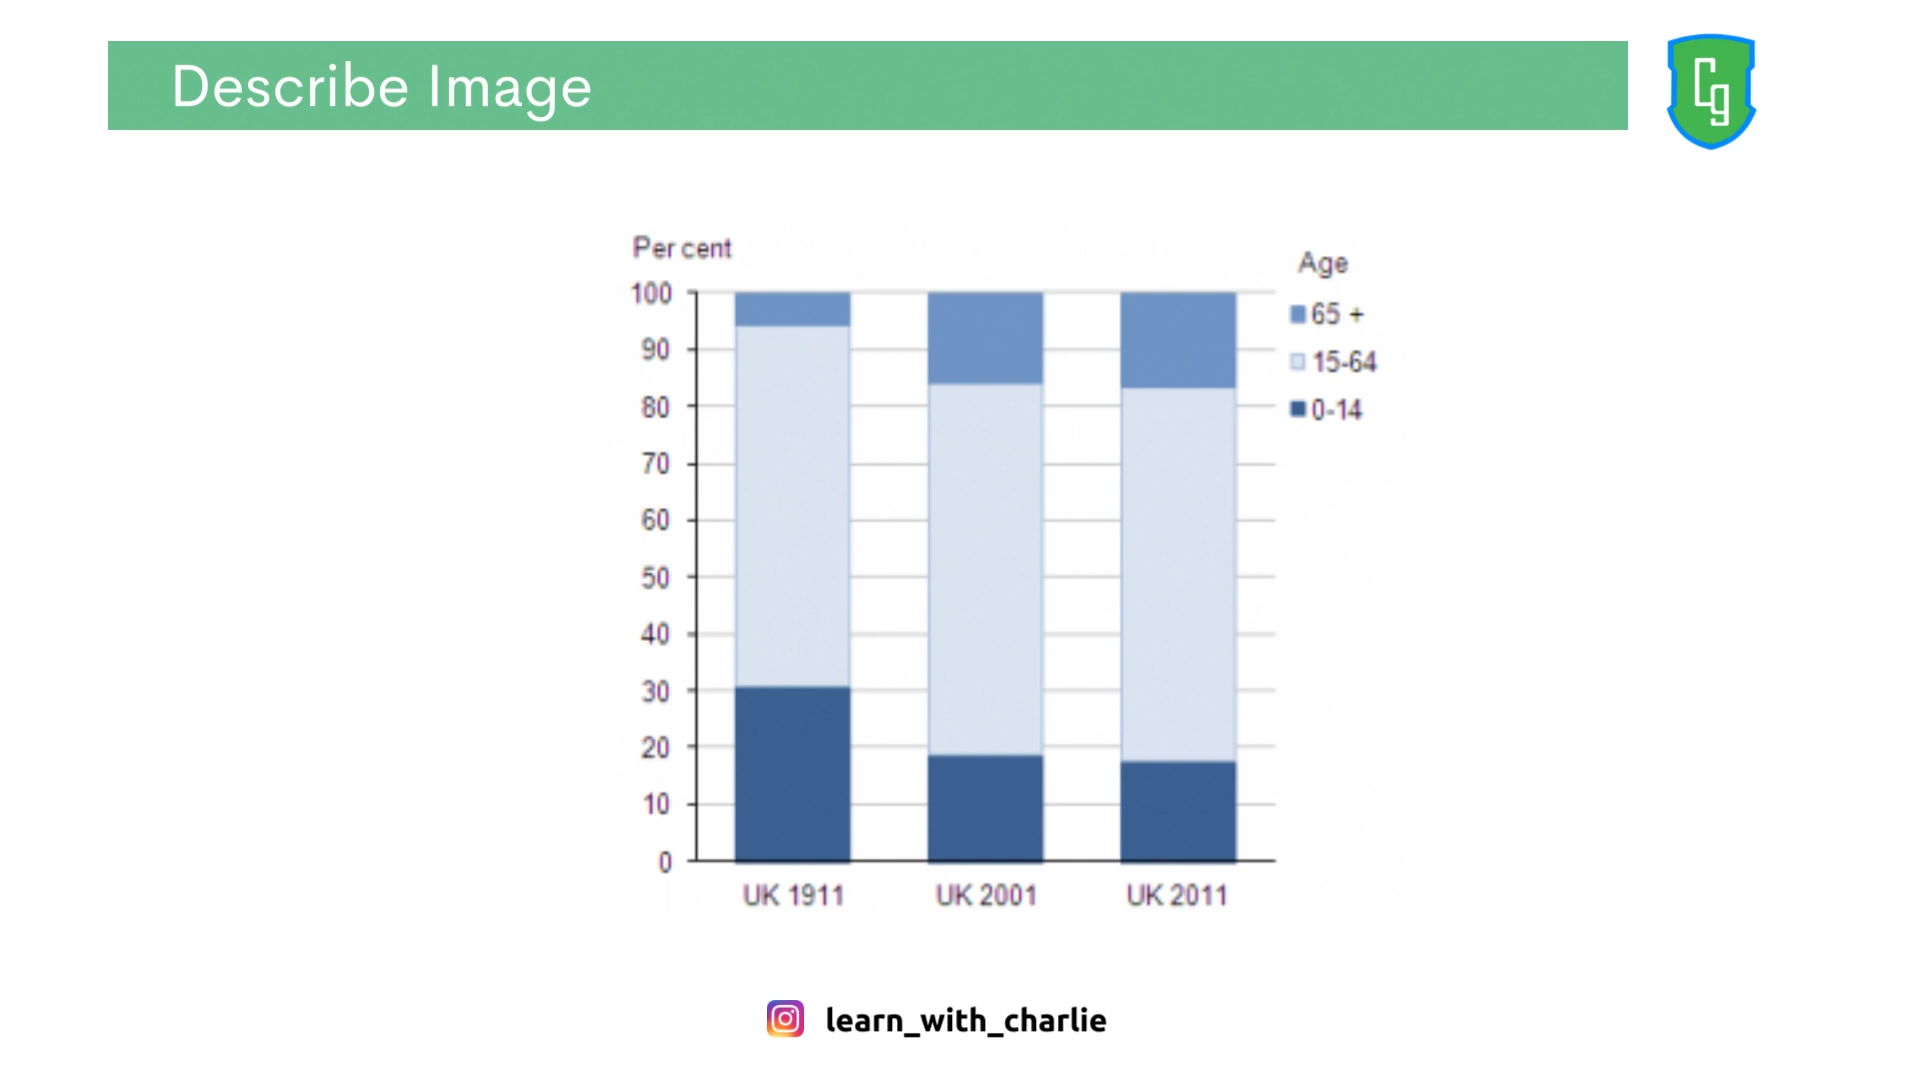 Describe Image
Cg
Per cent
Age
100
65 +
90
15-64
80
0-14
70
60
50
40
30
20
10
0
UK 1911 UK 2001 UK 2011
learn_with_charlie